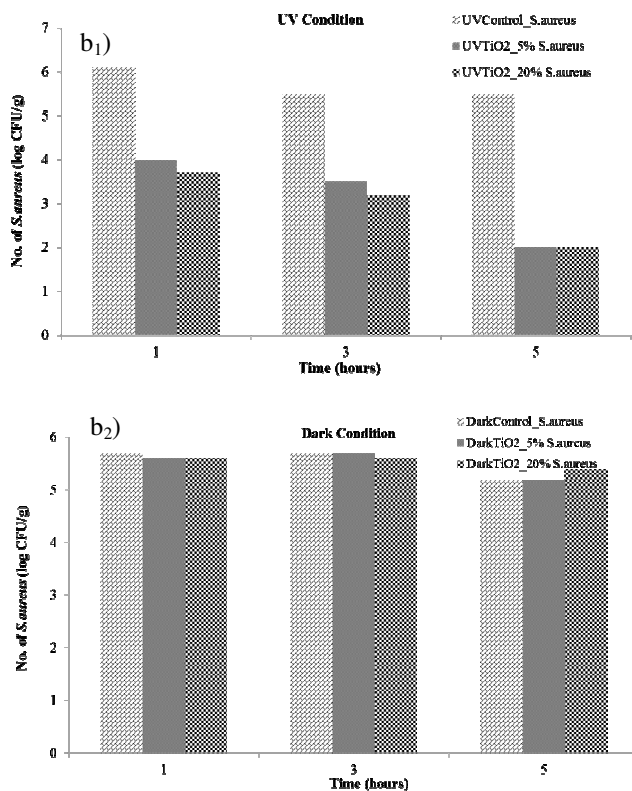 b1)
UV Condition
UVControl_S.aureus
UVTiO2_5% S.aureus
UVTiO2_20% S.aureus
No. of S.aureus (log CFU/g)
7
6
5
4
3
2
1
0
1 3 5
Time (hours)
b2)
Dark Condition
DarkControl_S.aureus
DarkTiO2_5% S.aureus
DarkTiO2_20% S.aureus
No. of S.aureus (log CFU/g)
6
5
4
3
2
1
0
1 3 5
Time (hours)